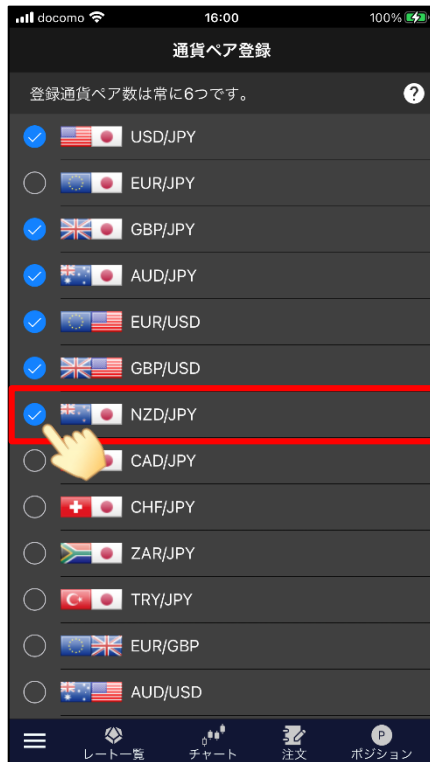 docomo 16:00 100%
通貨ペア登録
登録通貨ペア数は常に6つです。 ?
USD/JPY
EUR/JPY
GBP/JPY
AUD/JPY
EUR/USD
GBP/USD
NZD/JPY
CAD/JPY
CHF/JPY
ZAR/JPY
TRY/JPY
EUR/GBP
AUD/USD
レート一覧 チャート 注文 P ポジション